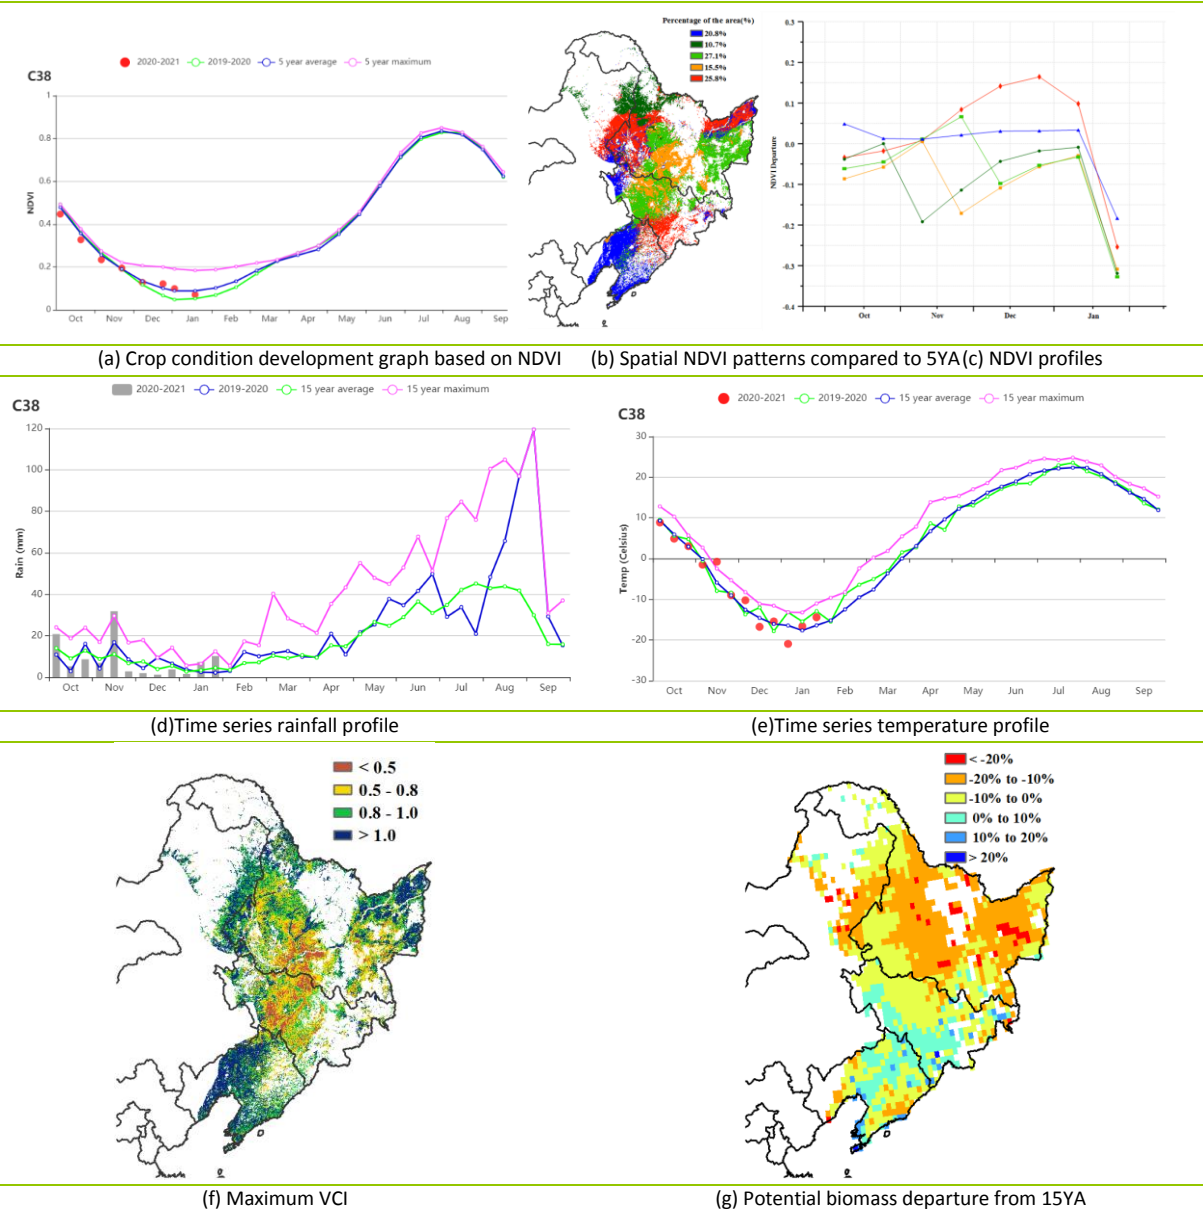 C38
2020-2021 2019-2020 5 year average 5 year maximum
NDVI
1
0.8
0.6
0.4
0.2
0
Oct Nov Dec Jan Feb Mar Apr May Jun Jul Aug Sep
Percentage of the area(%)
20.8%
10.7%
27.1%
15.5%
25.8%
NDVI Departure
0.3
0.2
0.1
0.0
-0.1
-0.2
-0.3
-0.4
Oct Nov Dec Jan
(a) Crop condition development graph based on NDVI (b) Spatial NDVI patterns compared to 5YA (c) NDVI profiles
2020-2021 2019-2020 15 year average 15 year maximum
C38
Rain (mm)
120
100
80
60
40
20
0
Oct Nov Dec Jan Feb Mar Apr May Jun Jul Aug Sep
2020-2021 2019-2020 15 year average 15 year maximum
C38
Temp (Celsius)
30
20
10
0
-10
-20
-30
Oct Nov Dec Jan Feb Mar Apr May Jun Jul Aug Sep
(d)Time series rainfall profile (e)Time series temperature profile
< 0.5
0.5 - 0.8
0.8 - 1.0
> 1.0
< -20%
-20% to -10%
-10% to 0%
0% to 10%
10% to 20%
> 20%
(f) Maximum VCI (g) Potential biomass departure from 15YA